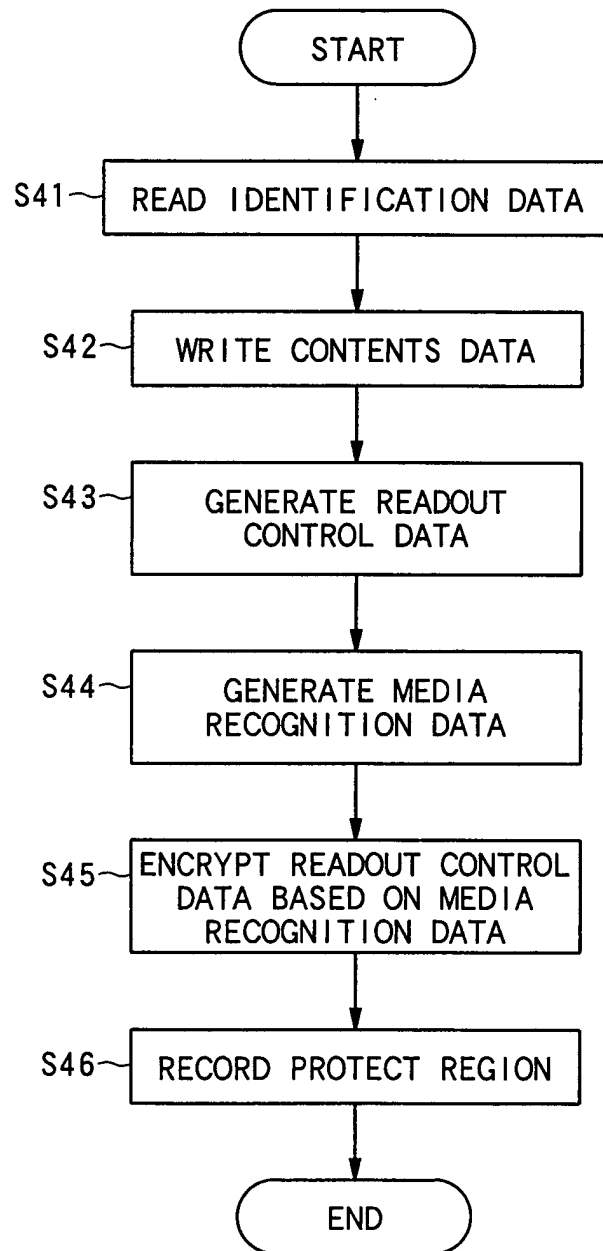 START
S41 READ IDENTIFICATION DATA
S42 WRITE CONTENTS DATA
S43 GENERATE READOUT
CONTROL DATA
S44 GENERATE MEDIA
RECOGNITION DATA
S45 ENCRYPT READOUT CONTROL
DATA BASED ON MEDIA
RECOGNITION DATA
S46 RECORD PROTECT REGION
END